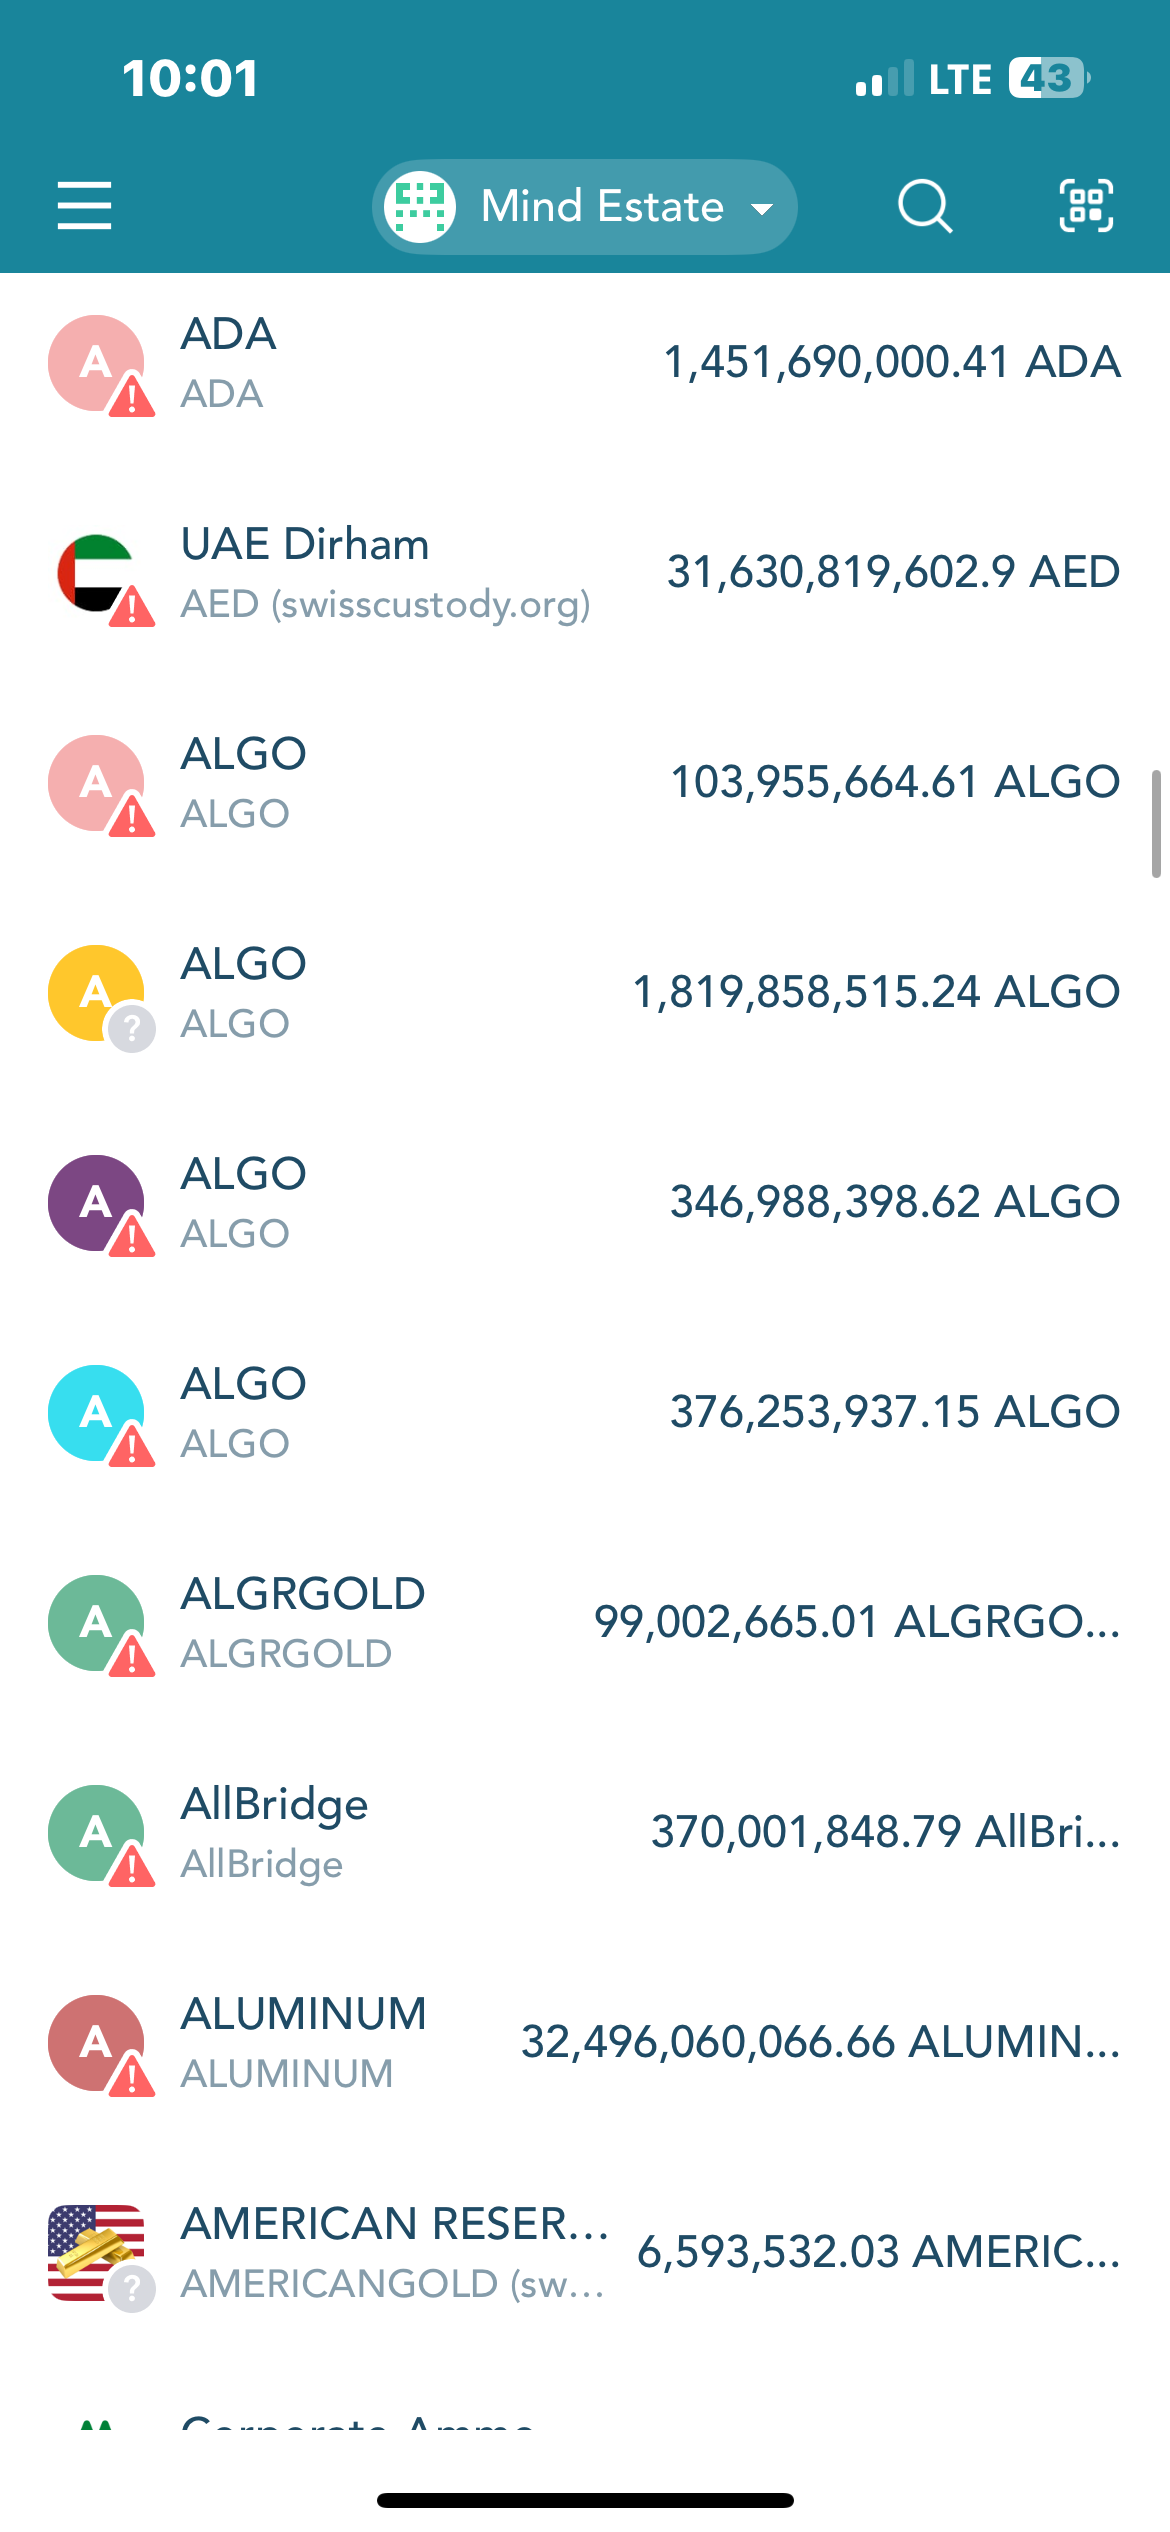 10:01 LTE 43
Mind Estate
A ADA 1,451,690,000.41 ADA
ADA
UAE Dirham 31,630,819,602.9 AED
AED (swisscustody.org)
A ALGO 103,955,664.61 ALGO
ALGO
A ALGO 1,819,858,515.24 ALGO
? ALGO
A ALGO 346,988,398.62 ALGO
ALGO
A ALGO 376,253,937.15 ALGO
ALGO
A ALGRGOLD 99,002,665.01 ALGRGO...
ALGRGOLD
A AllBridge 370,001,848.79 AllBri...
AllBridge
A ALUMINUM 32,496,060,066.66 ALUMIN...
ALUMINUM
AMERICAN RESER... 6,593,532.03 AMERIC...
? AMERICANGOLD (sw...